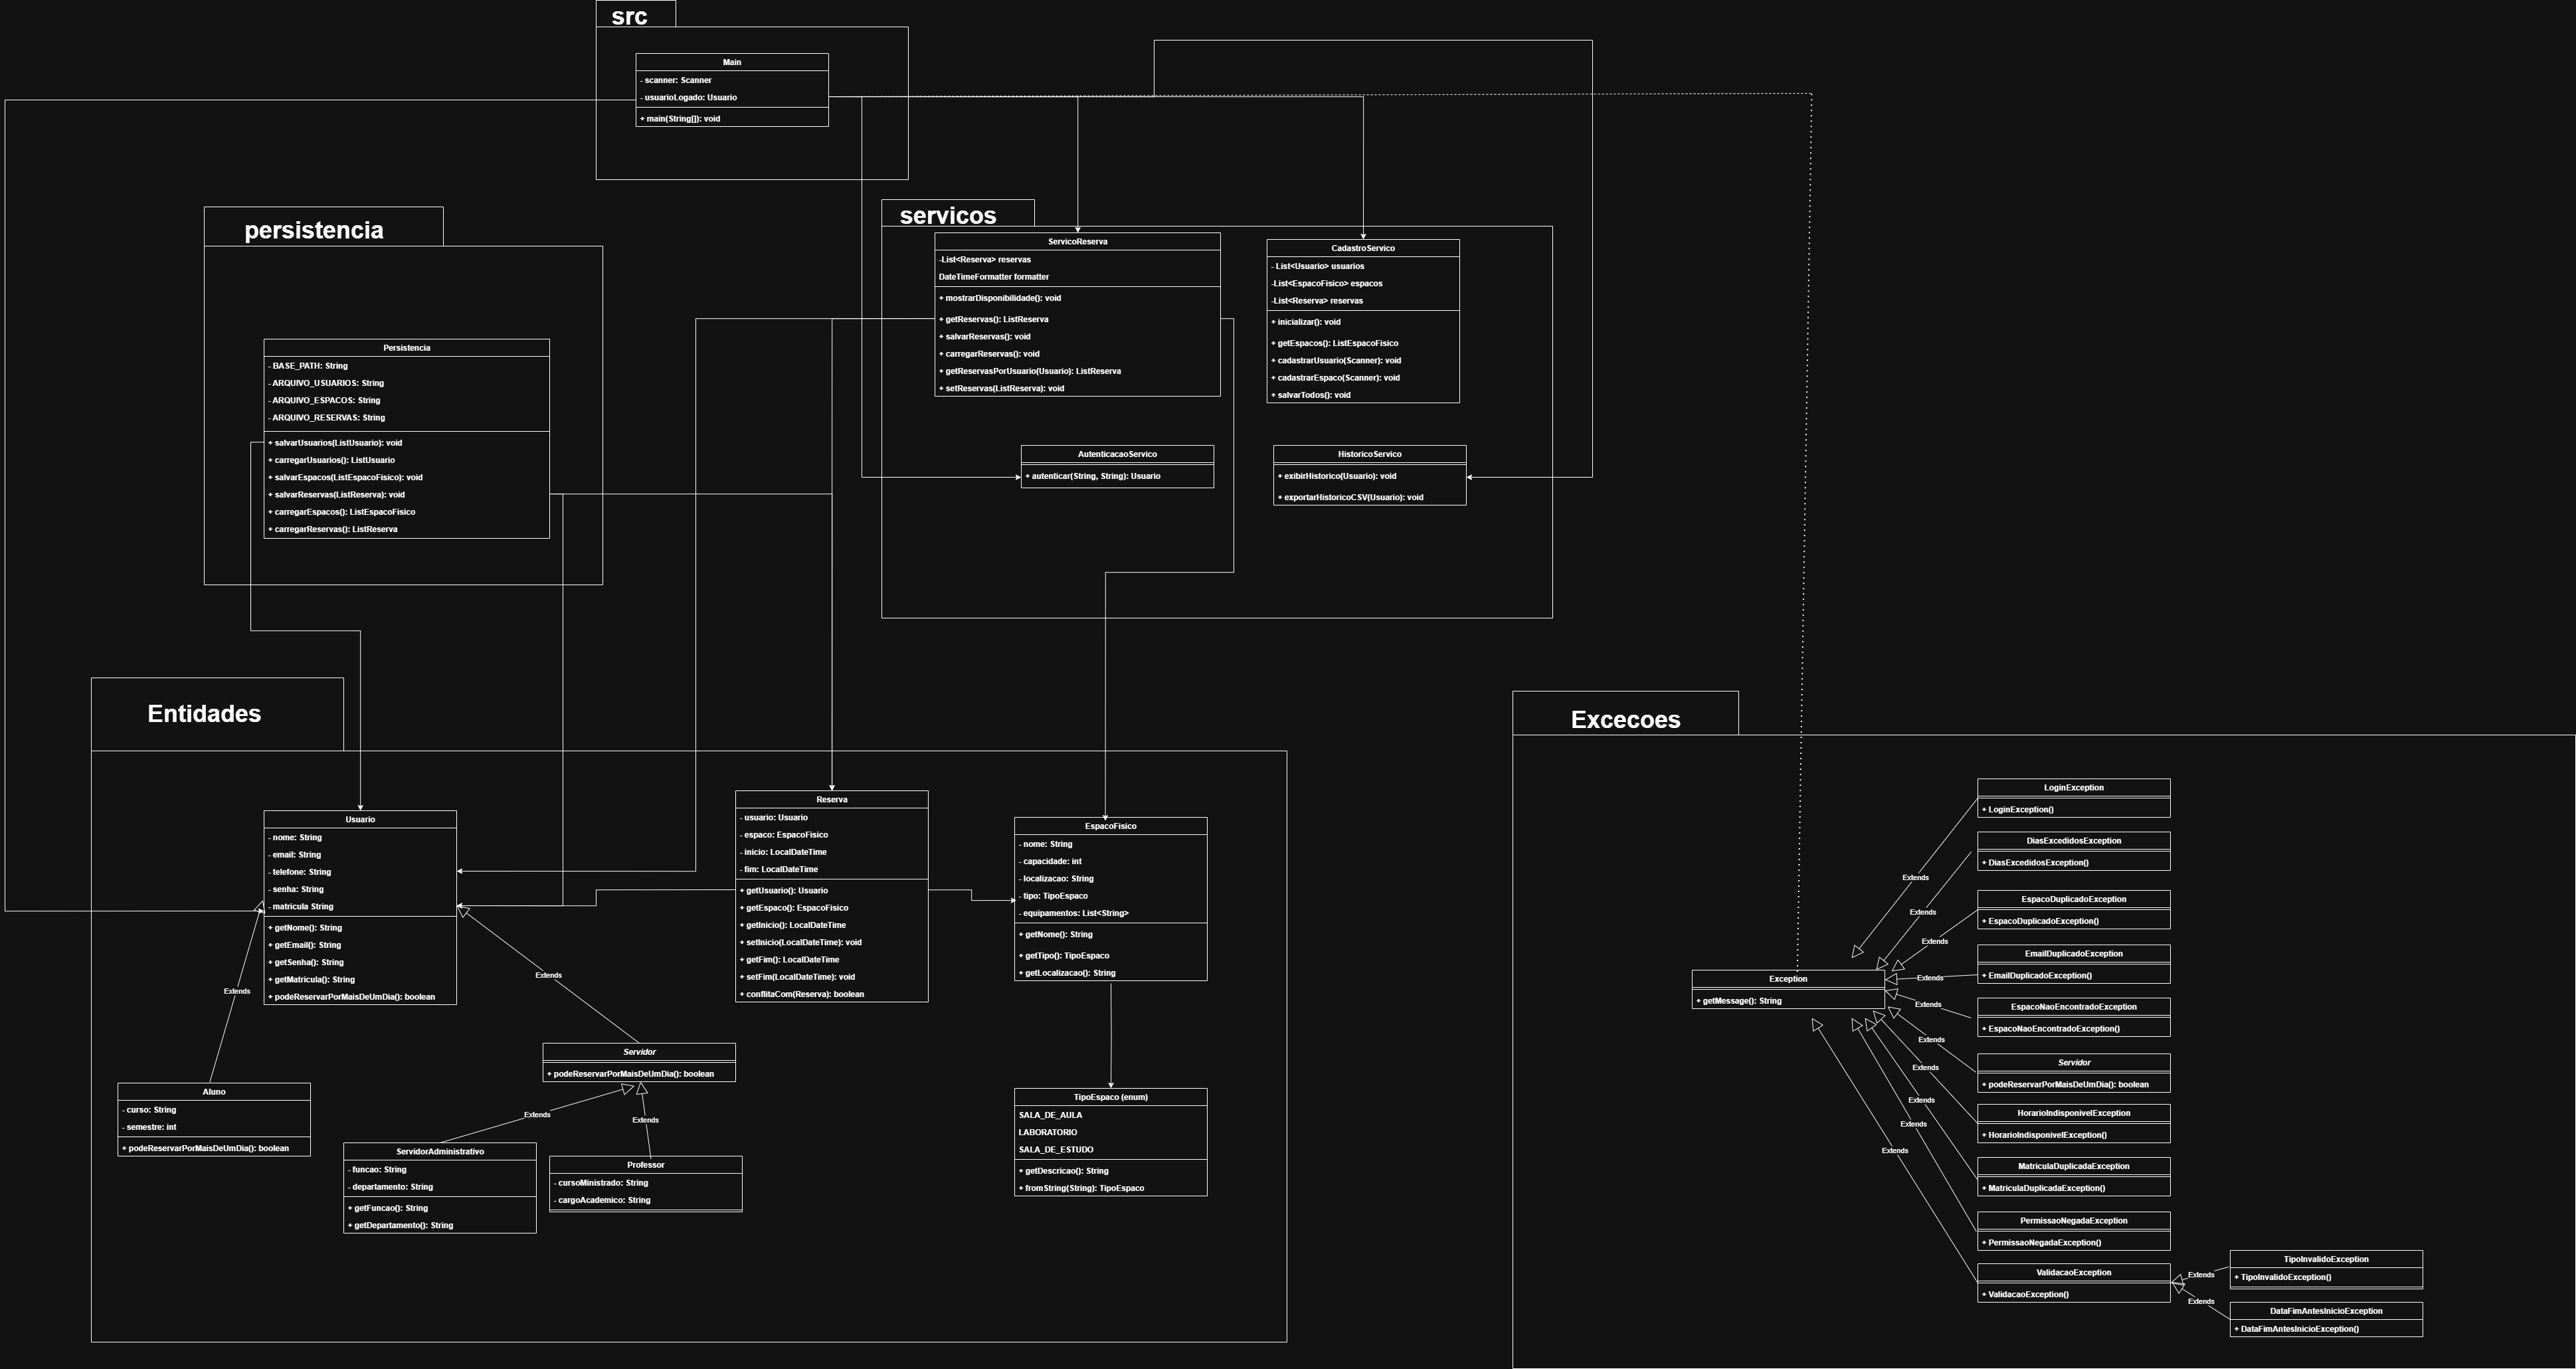 src
Main
- scanner: Scanner
- usuarioLogado: Usuario
+ main(String[]): void
persistencia
Persistencia
- BASE_PATH: String
- ARQUIVO_USUARIOS: String
- ARQUIVO_ESPACOS: String
- ARQUIVO_RESERVAS: String
+ salvarUsuarios(ListUsuario): void
+ carregarUsuarios(): ListUsuario
+ salvarEspacos(ListEspacoFisico): void
+ salvarReservas(ListReserva): void
+ carregarEspacos(): ListEspacoFisico
+ carregarReservas(): ListReserva
servicos
ServicoReserva
-List<Reserva> reservas
DateTimeFormatter formatter
+ mostrarDisponibilidade(): void
+ getReservas(): ListReserva
+ salvarReservas(): void
+ carregarReservas(): void
+ getReservasPorUsuario(Usuario): ListReserva
+ setReservas(ListReserva): void
CadastroServico
- List<Usuario> usuarios
-List<EspacoFisico> espacos
-List<Reserva> reservas
+ inicializar(): void
+ getEspacos(): ListEspacoFisico
+ cadastrarUsuario(Scanner): void
+ cadastrarEspaco(Scanner): void
+ salvarTodos(): void
AutenticacaoServico
+ autenticar(String, String): Usuario
HistoricoServico
+ exibirHistorico(Usuario): void
+ exportarHistoricoCSV(Usuario): void
Entidades
Usuario
- nome: String
- email: String
- telefone: String
- senha: String
- matricula String
+ getNome(): String
+ getEmail(): String
+ getSenha(): String
+ getMatricula(): String
+ podeReservarPorMaisDeUmDia(): boolean
Reserva
- usuario: Usuario
- espaco: EspacoFisico
- inicio: LocalDateTime
- fim: LocalDateTime
+ getUsuario(): Usuario
+ getEspaco(): EspacoFisico
+ getInicio(): LocalDateTime
+ setInicio(LocalDateTime): void
+ getFim(): LocalDateTime
+ setFim(LocalDateTime): void
+ conflitaCom(Reserva): boolean
EspacoFisico
- nome: String
- capacidade: int
- localizacao: String
- tipo: TipoEspaco
- equipamentos: List<String>
+ getNome(): String
+ getTipo(): TipoEspaco
+ getLocalizacao(): String
Extends
Extends
Servidor
+ podeReservarPorMaisDeUmDia(): boolean
Aluno
- curso: String
- semestre: int
+ podeReservarPorMaisDeUmDia(): boolean
Extends
Extends
ServidorAdministrativo
- funcao: String
- departamento: String
+ getFuncao(): String
+ getDepartamento(): String
Professor
- cursoMinistrado: String
- cargoAcademico: String
TipoEspaco (enum)
SALA_DE_AULA
LABORATORIO
SALA_DE_ESTUDO
+ getDescricao(): String
+ fromString(String): TipoEspaco
Excecoes
Exception
+ getMessage(): String
LoginException
+ LoginException()
Extends
DiasExcedidosException
+ DiasExcedidosException()
Extends
EspacoDuplicadoException
+ EspacoDuplicadoException()
Extends
EmailDuplicadoException
+ EmailDuplicadoException()
Extends
EspacoNaoEncontradoException
+ EspacoNaoEncontradoException()
Extends
Servidor
+ podeReservarPorMaisDeUmDia(): boolean
Extends
HorarioIndisponivelException
+ HorarioIndisponivelException()
Extends
MatriculaDuplicadaException
+ MatriculaDuplicadaException()
Extends
PermissaoNegadaException
+ PermissaoNegadaException()
Extends
ValidacaoException
+ ValidacaoException()
Extends
TipoInvalidoException
+ TipoInvalidoException()
Extends
DataFimAntesInicioException
+ DataFimAntesInicioException()
Extends